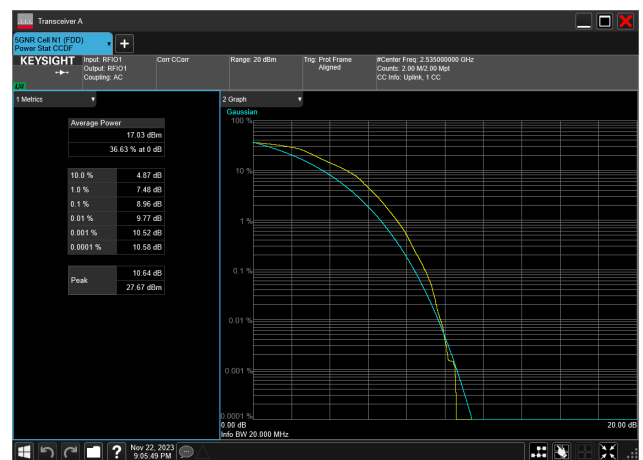 Transceiver A
5GNR Cell N1 (FDD)
Power Stat CCDF
KEYSIGHT
Input: RFIO1
Output: RFIO1
Coupling: AC
Corr CCorr
Range: 20 dBm
Trig: Prot Frame
Aligned
#Center Freq: 2.535000000 GHz
Counts: 2.00 M/2.00 Mpt
CC Info: Uplink, 1 CC
LV
1 Metrics
2 Graph
Average Power
17.03 dBm
36.63 % at 0 dB
10.0 % 4.87 dB
1.0 % 7.48 dB
0.1 % 8.96 dB
0.01 % 9.77 dB
0.001 % 10.52 dB
0.0001 % 10.58 dB
Peak 10.64 dB
27.67 dBm
Gaussian
100 %
10 %
1 %
0.1 %
0.01 %
0.001 %
0.0001 %
0.00 dB 20.00 dB
Info BW 20.000 MHz
Nov 22, 2023
9:05:49 PM